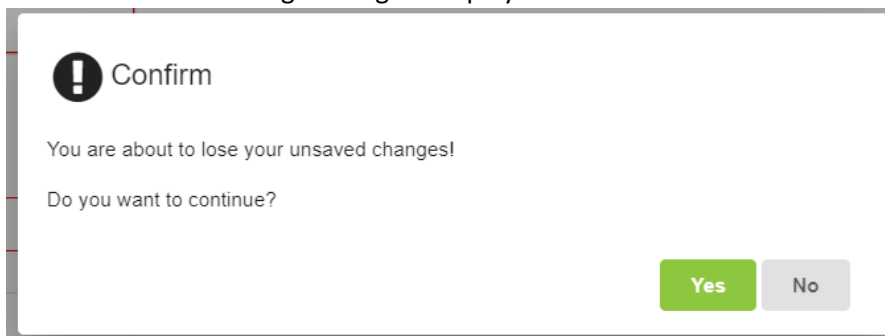 Confirm
You are about to lose your unsaved changes!
Do you want to continue?
Yes No